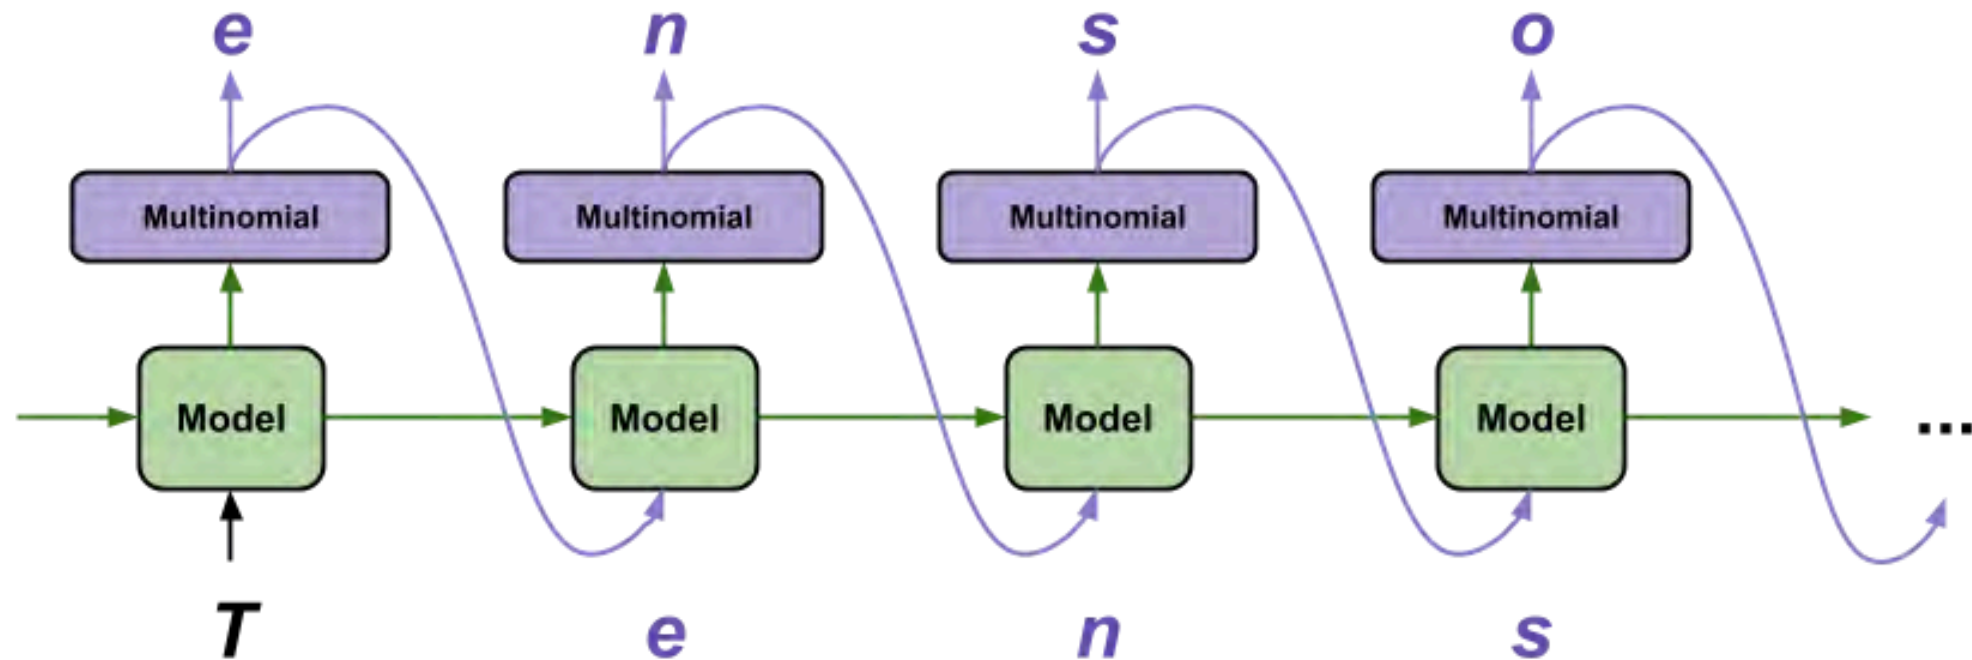 e n s o
Multinomial Multinomial Multinomial Multinomial
Model Model Model Model ...
T e n s